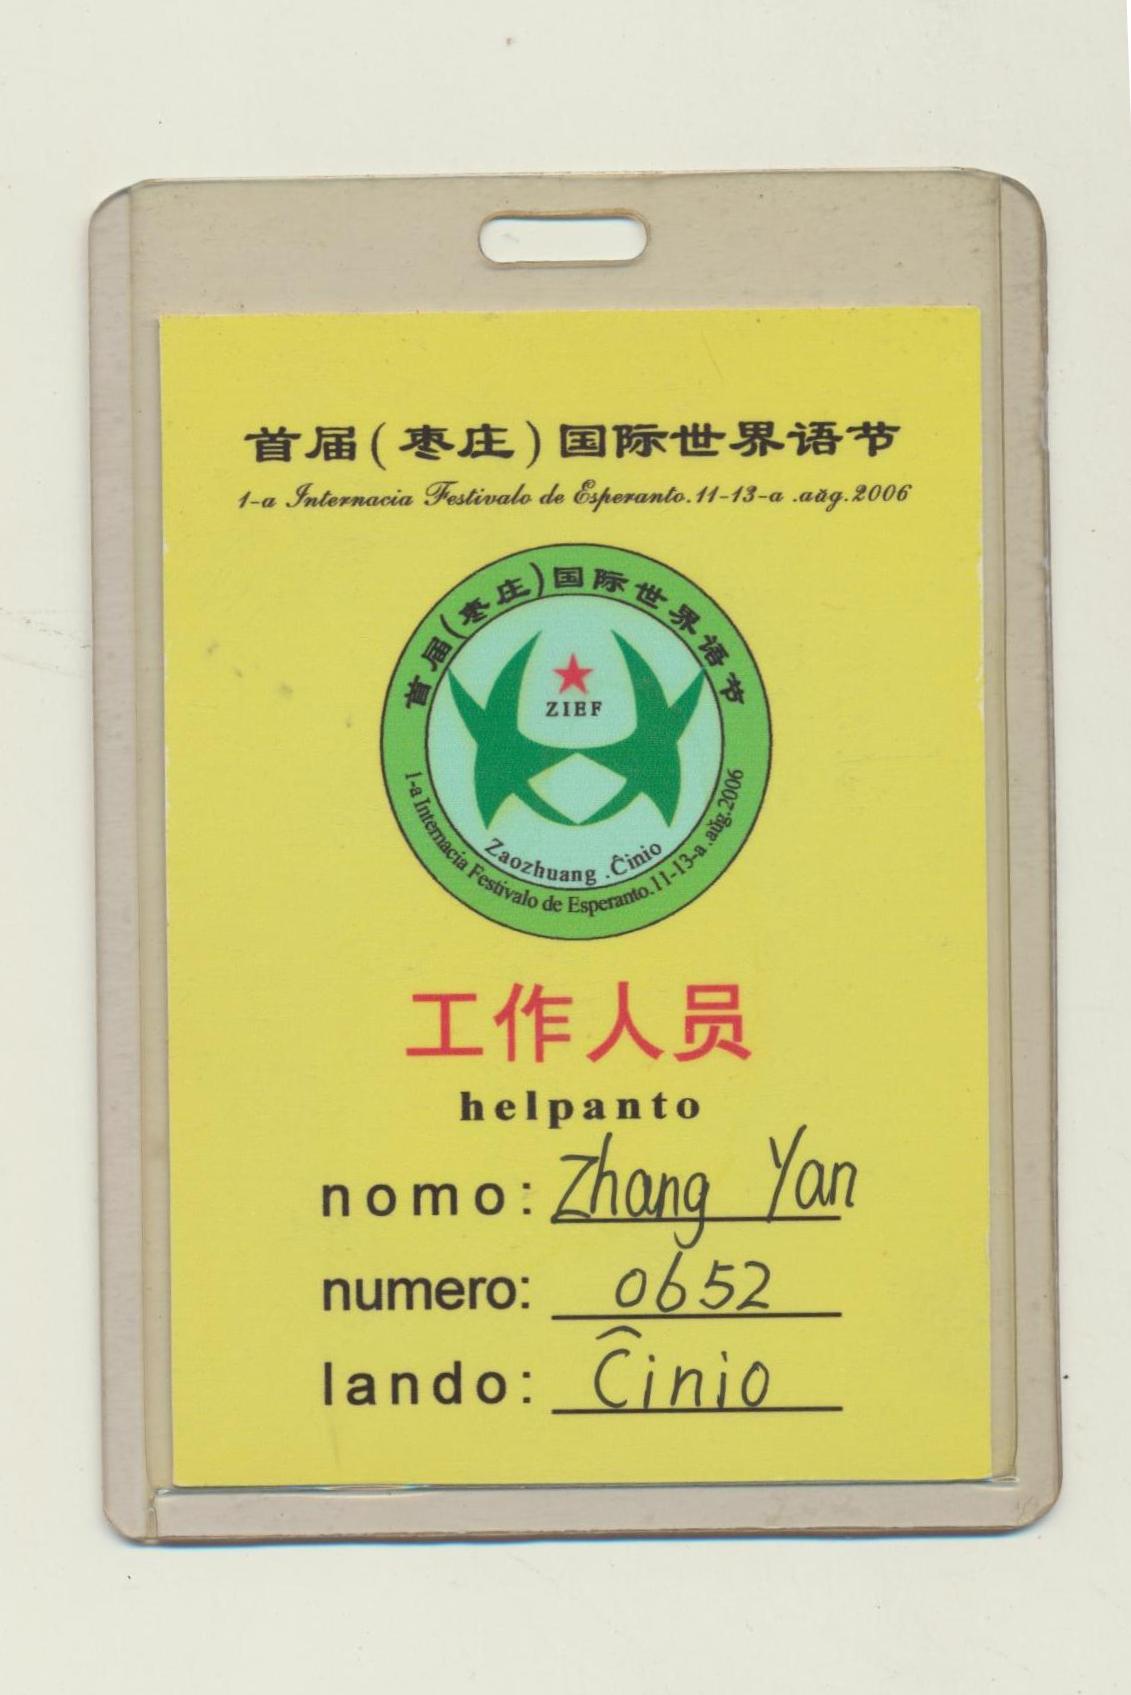 首届(枣庄)国际世界语节
1-a Internacia Festivalo de Esperanto.11-13-a .aŭg.2006
首届(枣庄)国际世界语节
ZIEF
Zaozhuang .Ĉinio
1-a Internacia Festivalo de Esperanto.11-13-a .aŭg.2006
工作人员
helpanto
nomo: Zhang Yan
numero: 0652
lando: Ĉinio